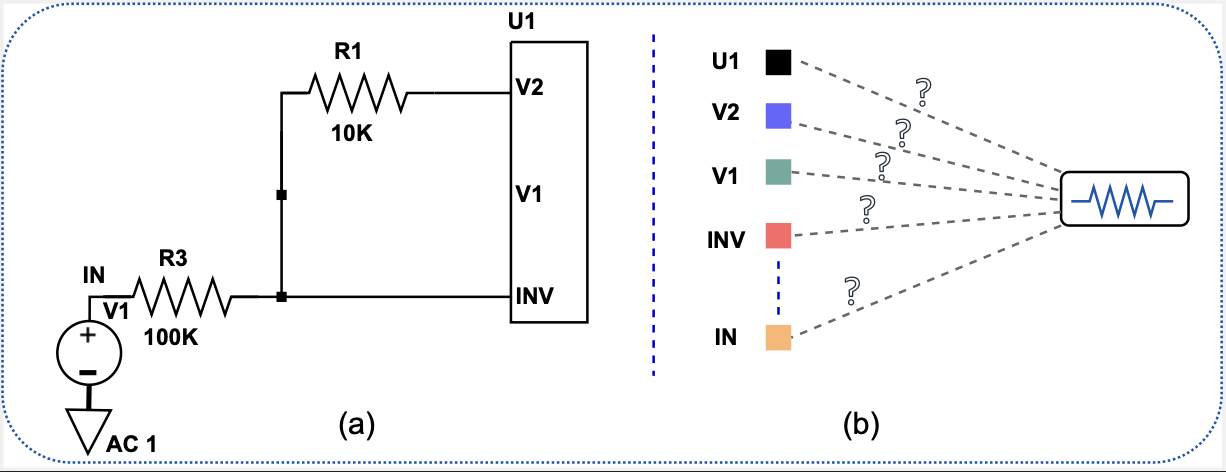 U1
R1
V2
10K
V1
R3
IN
V1
INV
100K
+
AC 1
(a)
U1
?
V2
?
V1
?
INV
?
IN
?
(b)